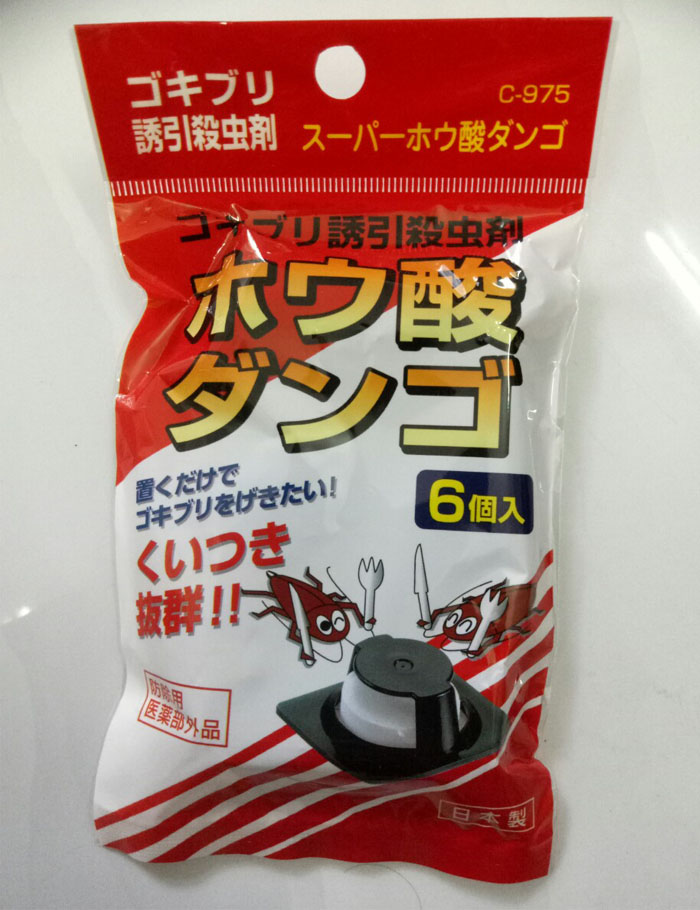 ゴキブリ
誘引殺虫剤
C-975
スーパーホウ酸ダンゴ
ゴキブリ誘引殺虫剤
ホウ酸
ダンゴ
置くだけで
ゴキブリをげきたい!
6個入
くいつき
抜群!!
防除用
医薬部外品
日本製